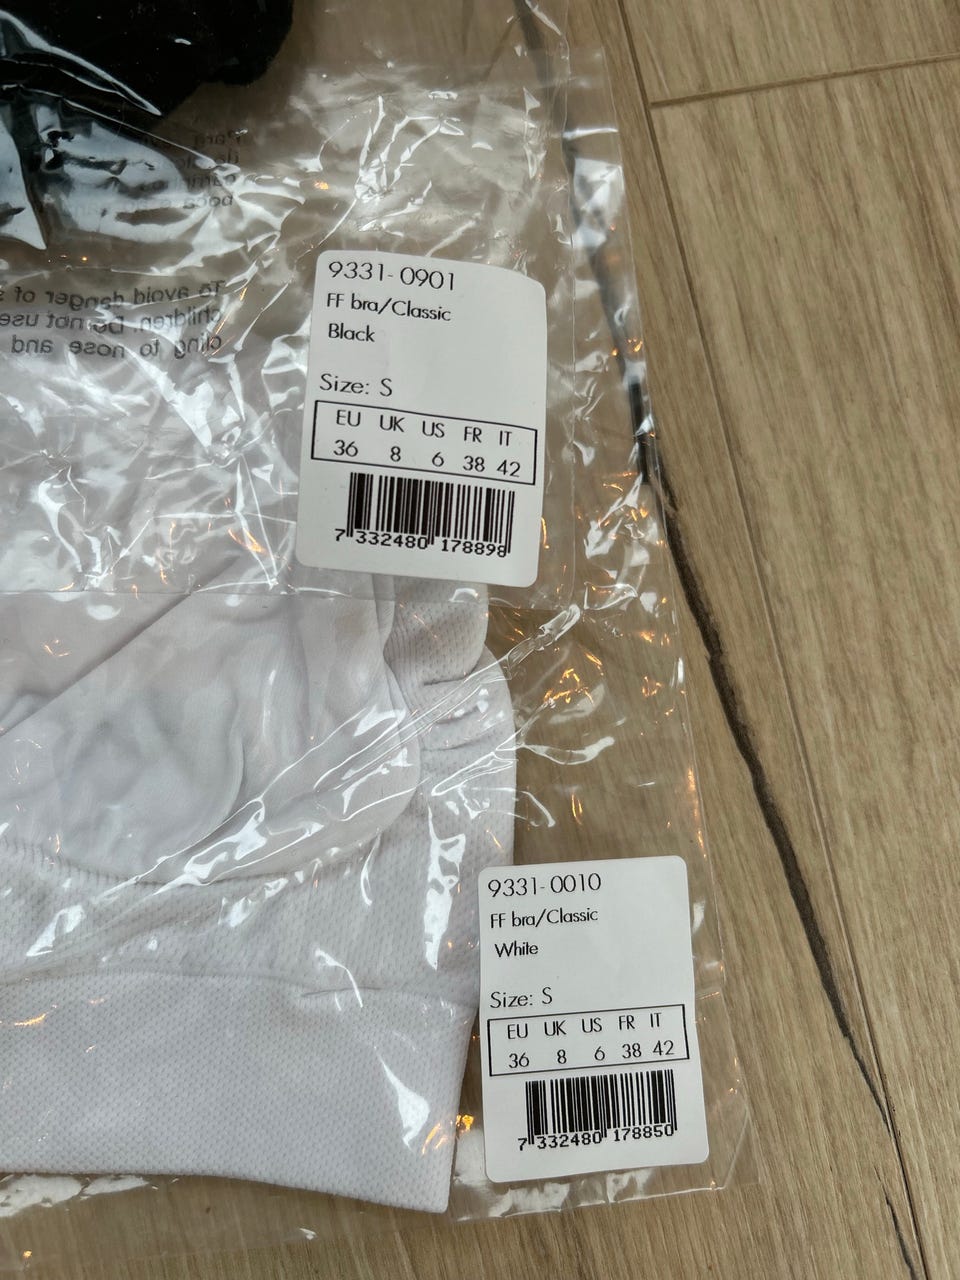 Para
9331-0901
FF bra/Classic
Black
Size: S
EU UK US FR IT
36 8 6 38 42
7 332480 178898
To avoid danger of
children. Do not use
cling to nose and
9331-0010
FF bra/Classic
White
Size: S
EU UK US FR IT
36 8 6 38 42
7 332480 178850